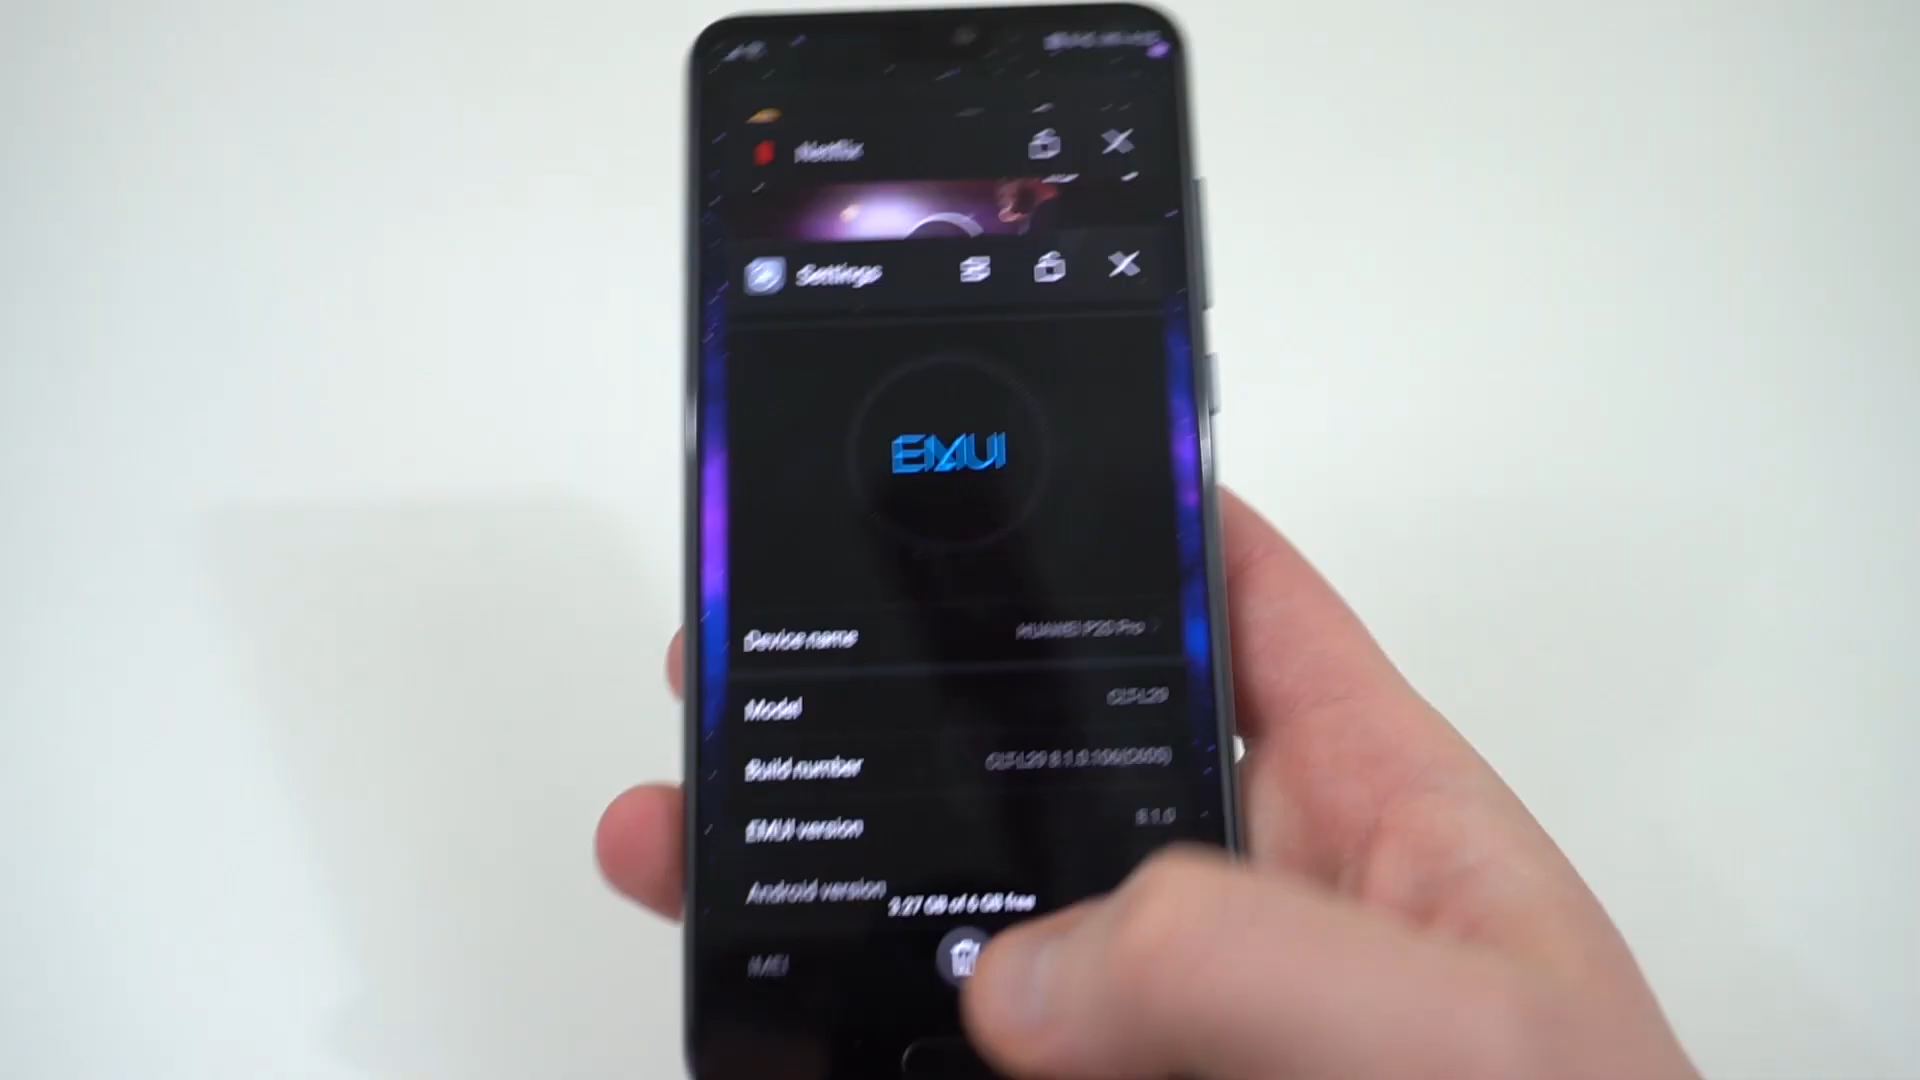 Netflix
Settings
EMUI
Device name HUAWEI P20 Pro
Model CLT-L29
Build number CLT-L29 8.1.0.106(C605)
EMUI version 8.1.0
Android version
3.27 GB of 6 GB free
IMEI